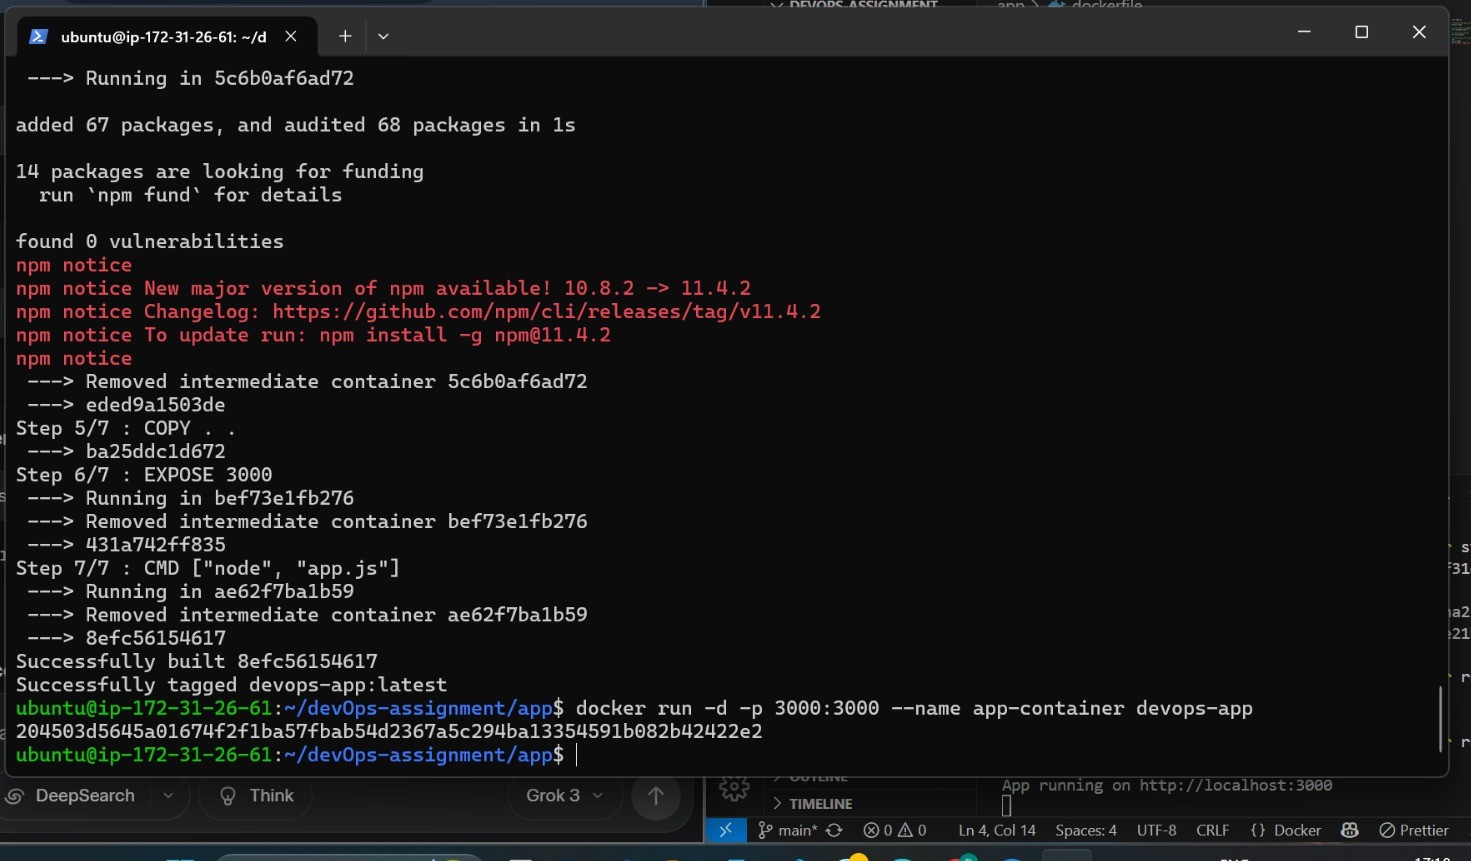 DEVOPS-ASSIGNMENT
app > dockerfile
ubuntu@ip-172-31-26-61: ~/d
---> Running in 5c6b0af6ad72
added 67 packages, and audited 68 packages in 1s
14 packages are looking for funding
run `npm fund` for details
found 0 vulnerabilities
npm notice
npm notice New major version of npm available! 10.8.2 -> 11.4.2
npm notice Changelog: https://github.com/npm/cli/releases/tag/v11.4.2
npm notice To update run: npm install -g npm@11.4.2
npm notice
---> Removed intermediate container 5c6b0af6ad72
---> eded9a1503de
Step 5/7 : COPY . .
---> ba25ddc1d672
Step 6/7 : EXPOSE 3000
---> Running in bef73e1fb276
---> Removed intermediate container bef73e1fb276
---> 431a742ff835
Step 7/7 : CMD ["node", "app.js"]
---> Running in ae62f7ba1b59
---> Removed intermediate container ae62f7ba1b59
---> 8efc56154617
Successfully built 8efc56154617
Successfully tagged devops-app:latest
ubuntu@ip-172-31-26-61:~/devOps-assignment/app$ docker run -d -p 3000:3000 --name app-container devops-app
204503d5645a01674f2f1ba57fbab54d2367a5c294ba13354591b082b42422e2
ubuntu@ip-172-31-26-61:~/devOps-assignment/app$
DeepSearch
Think
Grok 3
OUTLINE
TIMELINE
App running on http://localhost:3000
main*
0
0
Ln 4, Col 14
Spaces: 4
UTF-8
CRLF
{} Docker
Prettier